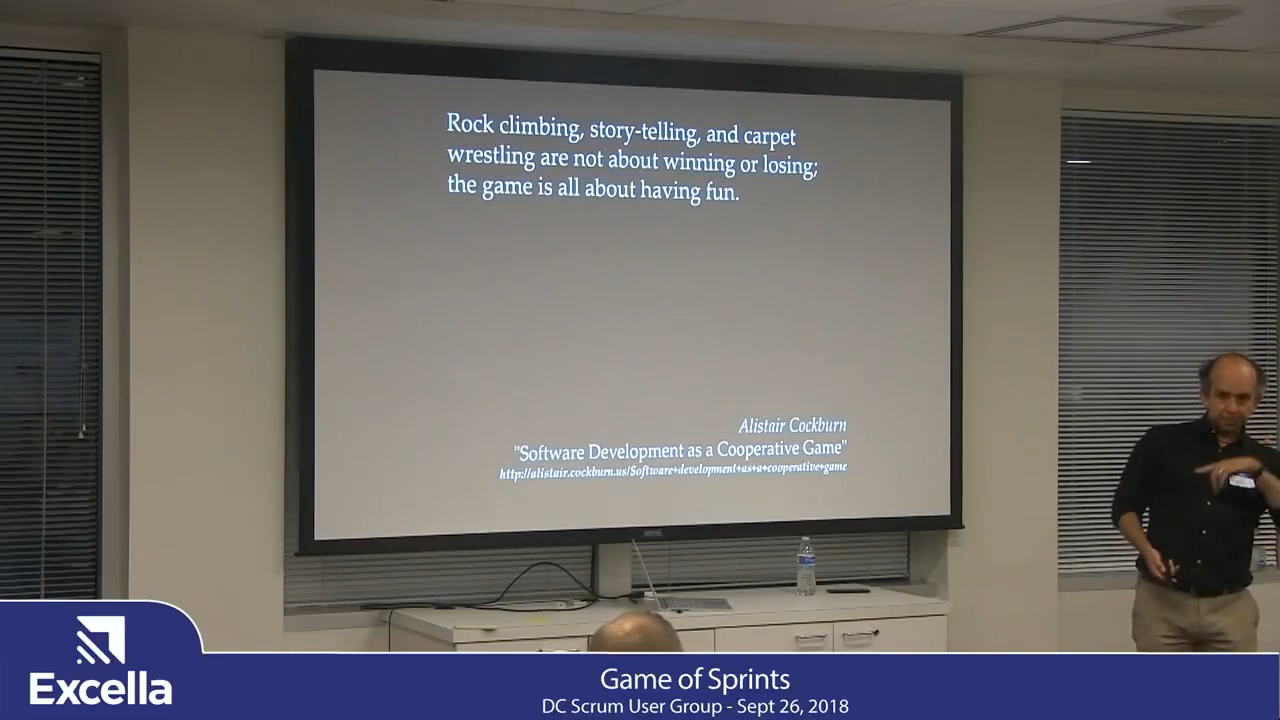 Rock climbing, story-telling, and carpet
wrestling are not about winning or losing;
the game is all about having fun.
Alistair Cockburn
"Software Development as a Cooperative Game"
http://alistair.cockburn.us/Software+development+as+a+cooperative+game
Excella
Game of Sprints
DC Scrum User Group - Sept 26, 2018